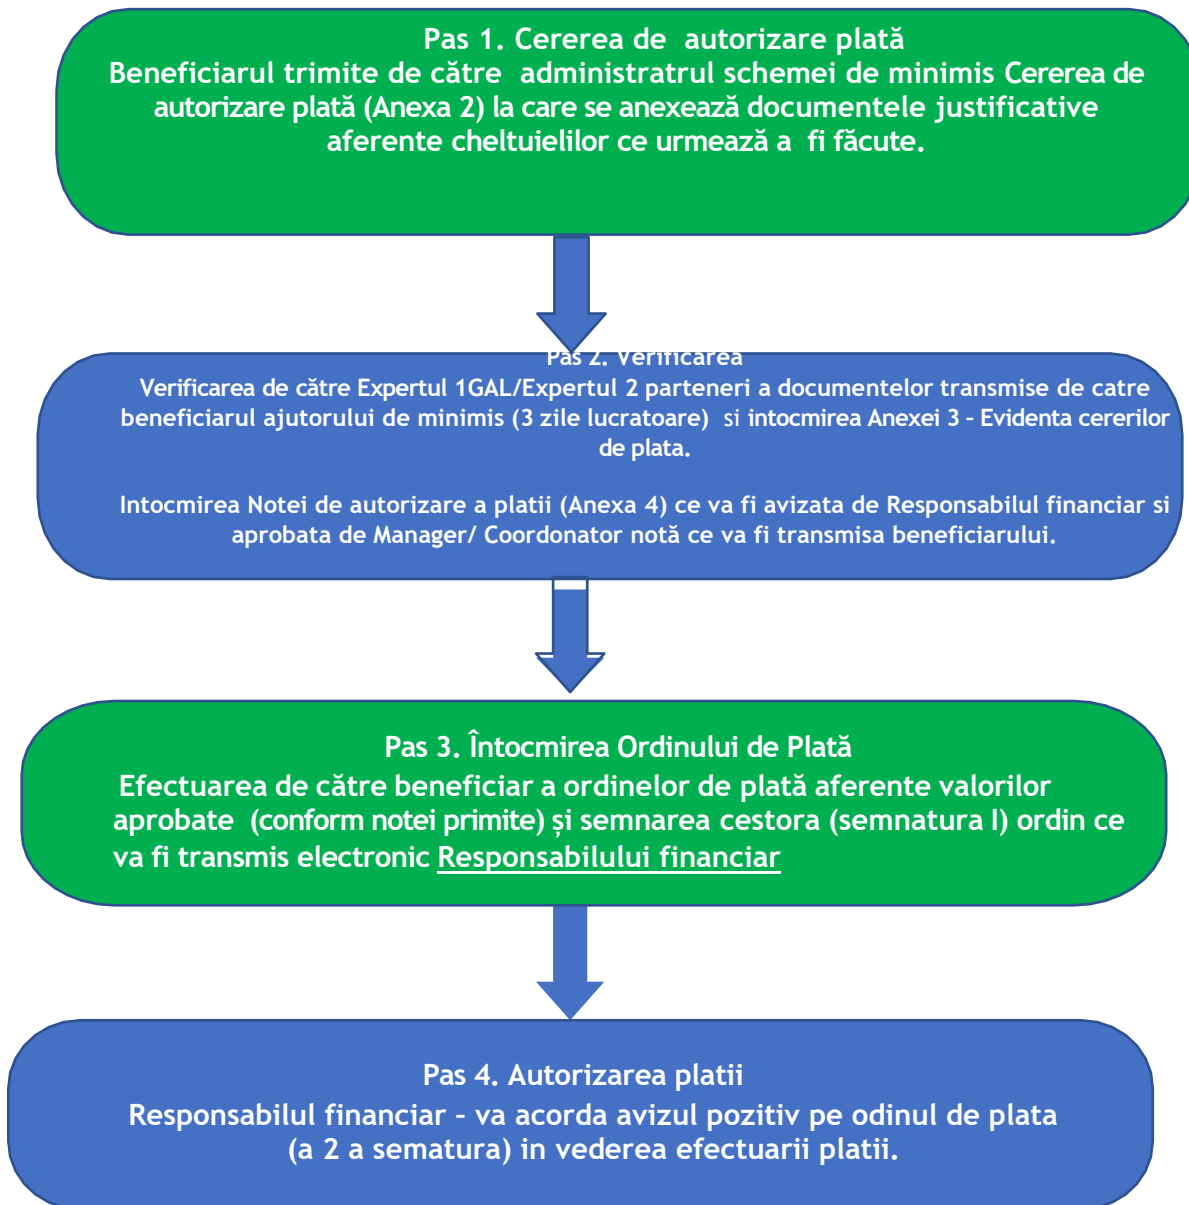 Pas 1. Cererea de autorizare plată
Beneficiarul trimite de către administratrul schemei de minimis Cererea de
autorizare plată (Anexa 2) la care se anexează documentele justificative
aferente cheltuielilor ce urmează a fi făcute.
Pas 2. Verificarea
Verificarea de către Expertul 1GAL/Expertul 2 parteneri a documentelor transmise de catre
beneficiarul ajutorului de minimis (3 zile lucratoare) si intocmirea Anexei 3 – Evidenta cererilor
de plata.
Intocmirea Notei de autorizare a platii (Anexa 4) ce va fi avizata de Responsabilul financiar si
aprobata de Manager/ Coordonator notă ce va fi transmisa beneficiarului.
Pas 3. Întocmirea Ordinului de Plată
Efectuarea de către beneficiar a ordinelor de plată aferente valorilor
aprobate (conform notei primite) și semnarea cestora (semnatura I) ordin ce
va fi transmis electronic Responsabilului financiar
Pas 4. Autorizarea platii
Responsabilul financiar – va acorda avizul pozitiv pe odinul de plata
(a 2 a sematura) in vederea efectuarii platii.